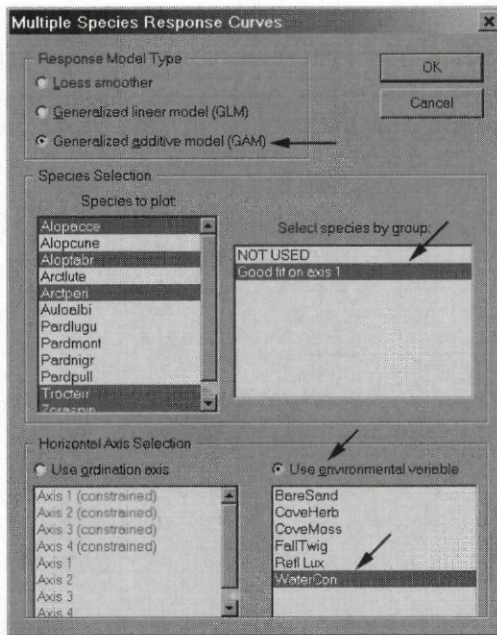 Multiple Species Response Curves
Response Model Type
Loess smoother
Generalized linear model (GLM)
Generalized additive model (GAM)
OK
Cancel
Species Selection
Species to plot:
Alopacce
Alopcune
Alopfabr
Arctlute
Arctperi
Auloalbi
Pardlugu
Pardmont
Pardnigr
Pardpull
Trocterr
Zoraspin
Select species by group:
NOT USED
Good fit on axis 1
Horizontal Axis Selection
Use ordination axis
Axis 1 (constrained)
Axis 2 (constrained)
Axis 3 (constrained)
Axis 4 (constrained)
Axis 1
Axis 2
Axis 3
Axis 4
Use environmental variable
BareSand
CoveHerb
CoveMoss
FallTwig
Refl Lux
WaterCon